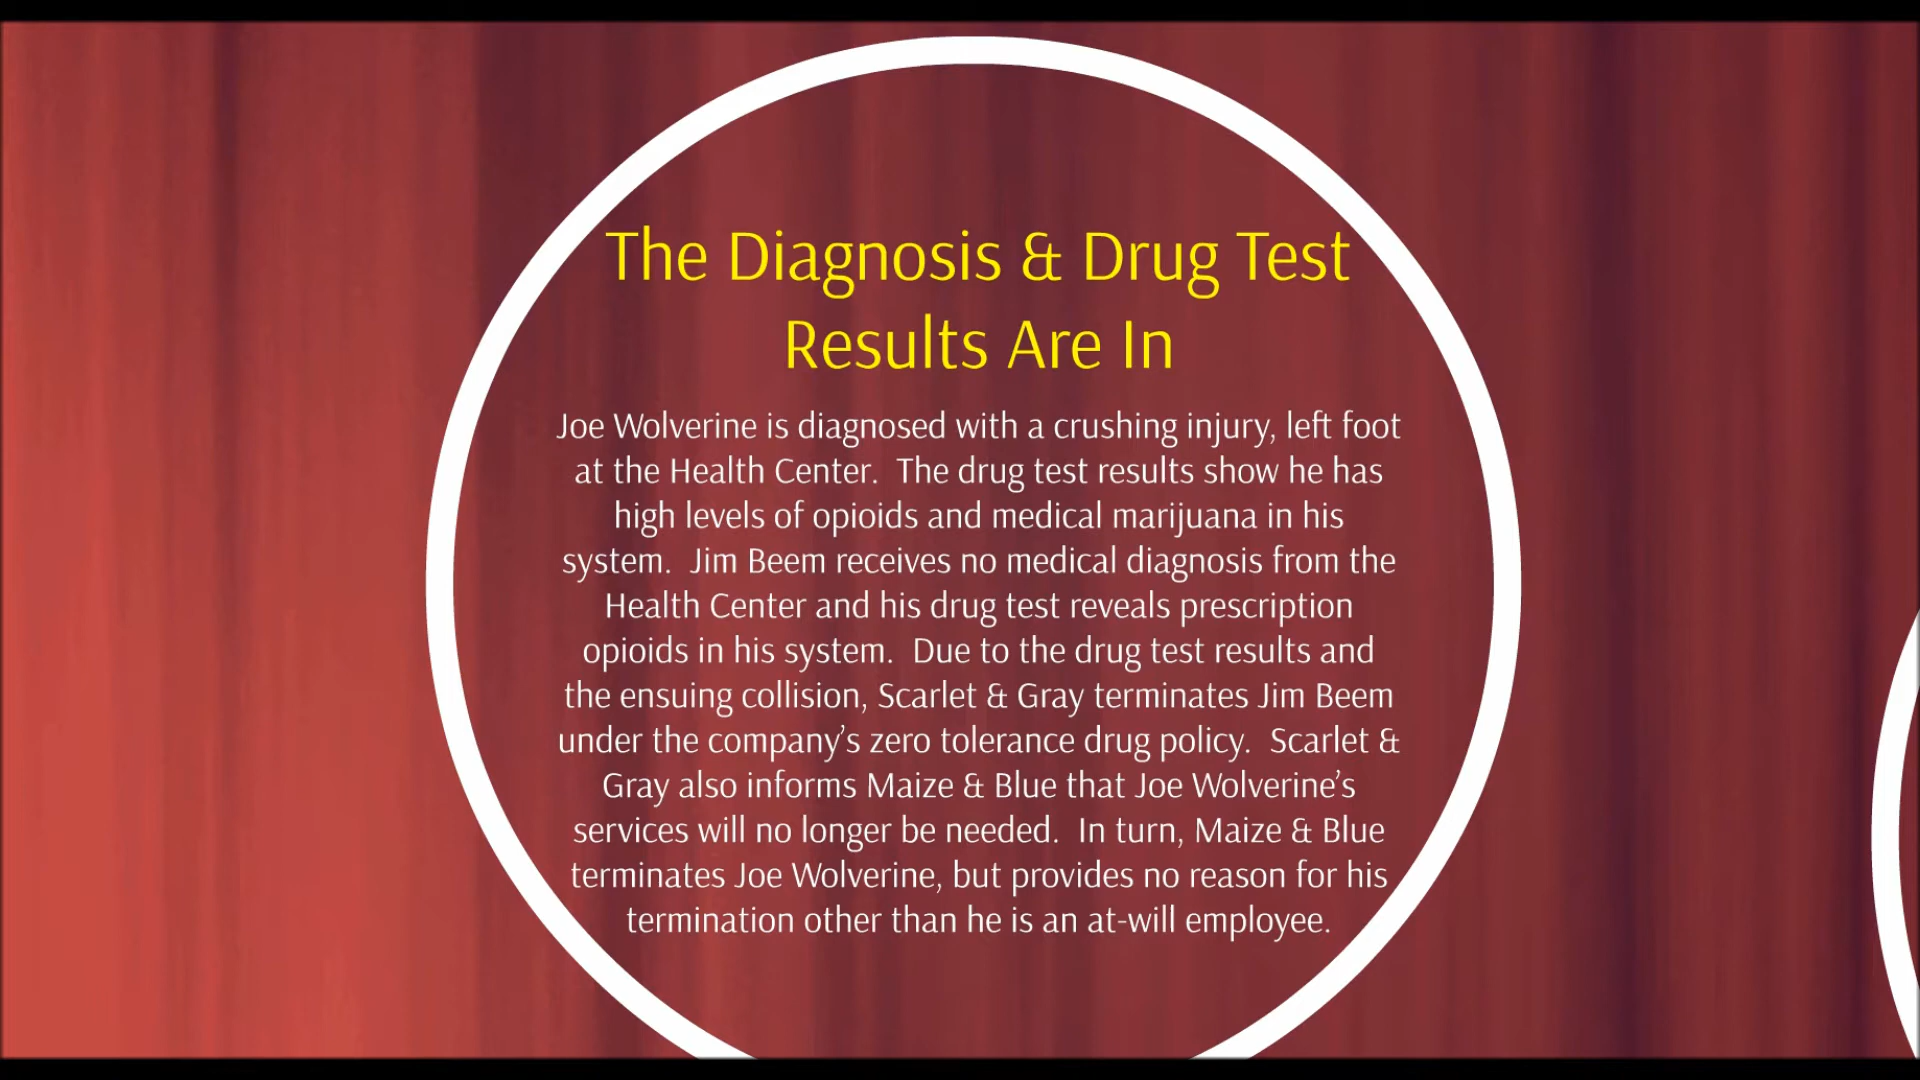 The Diagnosis & Drug Test
Results Are In
Joe Wolverine is diagnosed with a crushing injury, left foot
at the Health Center.  The drug test results show he has
high levels of opioids and medical marijuana in his
system.  Jim Beem receives no medical diagnosis from the
Health Center and his drug test reveals prescription
opioids in his system.  Due to the drug test results and
the ensuing collision, Scarlet & Gray terminates Jim Beem
under the company’s zero tolerance drug policy.  Scarlet &
Gray also informs Maize & Blue that Joe Wolverine’s
services will no longer be needed.  In turn, Maize & Blue
terminates Joe Wolverine, but provides no reason for his
termination other than he is an at-will employee.